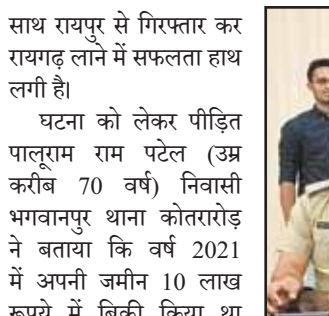 साथ रायपुर से गिरफ्तार कर
रायगढ़ लाने में सफलता हाथ
लगी है।
घटना को लेकर पीड़ित
पालूराम राम पटेल (उम्र
करीब 70 वर्ष) निवासी
भगवानपुर थाना कोतरारोड़
ने बताया कि वर्ष 2021
में अपनी जमीन 10 लाख
रूपये में बिक्री किया था